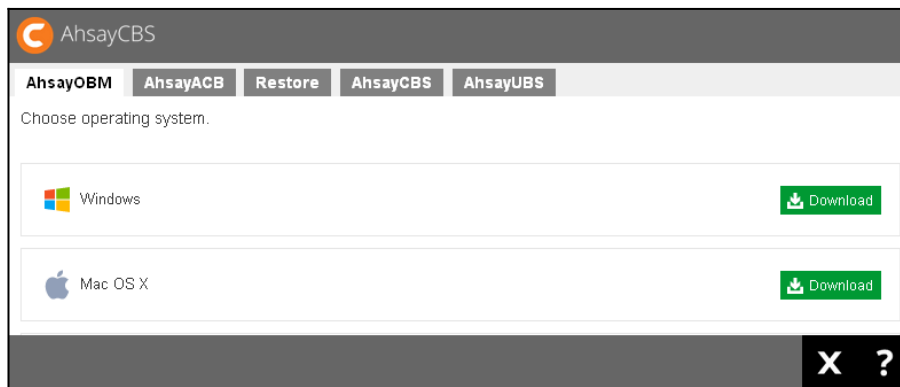 AhsayCBS
AhsayOBM AhsayACB Restore AhsayCBS AhsayUBS
Choose operating system.
Windows Download
Mac OS X Download
X ?